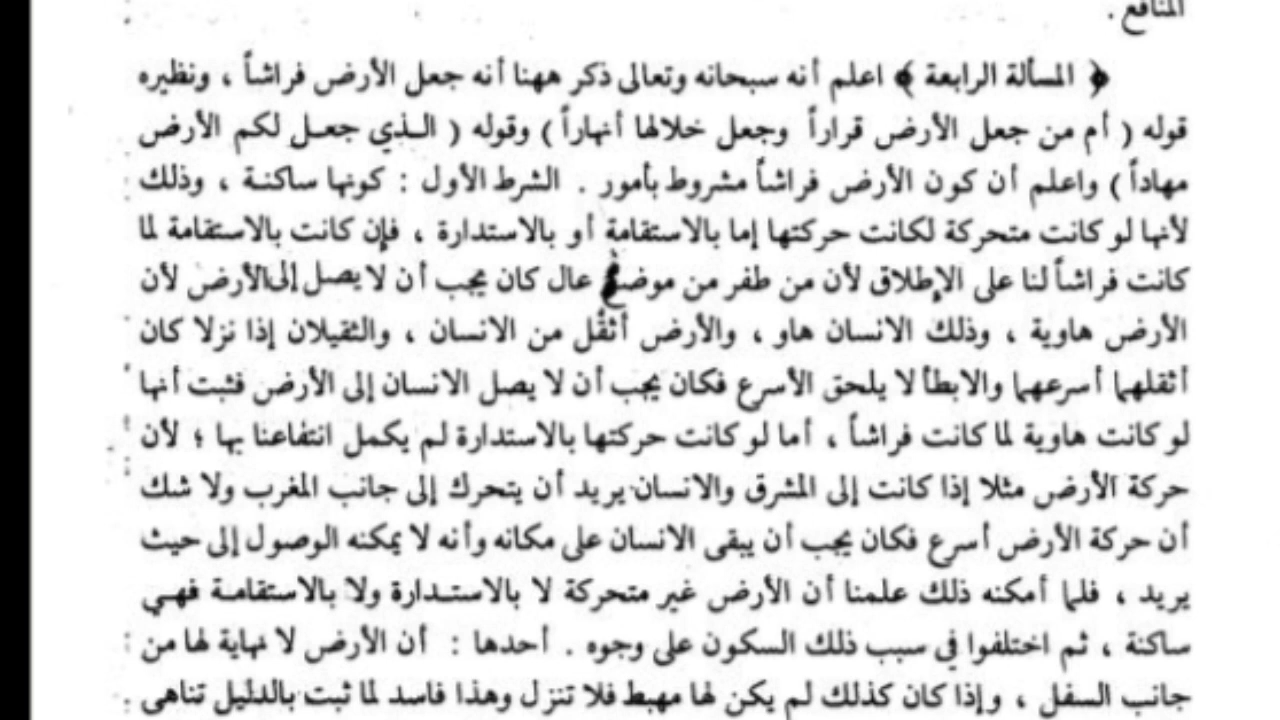 المنافع .
﴿ المسألة الرابعة ﴾ اعلم أنه سبحانه وتعالى ذكر ههنا أنه جعل الأرض فراشاً ، ونظيره
قوله ( أم من جعل الأرض قراراً وجعل خلالها أنهاراً ) وقوله ( الـذي جعـل لكم الأرض
مهاداً ) واعلم أن كون الأرض فراشاً مشروط بأمور . الشرط الأول : كونها ساكنـة ، وذلك
لأنها لو كانت متحركة لكانت حركتها إما بالاستقامة أو بالاستدارة ، فإن كانت بالاستقامة لما
كانت فراشاً لنا على الإطلاق لأن من طفر من موضع عال كان يجب أن لا يصل إلى الأرض لأن
الأرض هاوية ، وذلك الانسان هاو ، والأرض أثقل من الانسان ، والثقيلان إذا نزلا كان
أثقلهما أسرعهما والابطأ لا يلحق الأسرع فكان يجب أن لا يصل الانسان إلى الأرض فثبت أنها
لو كانت هاوية لما كانت فراشاً ، أما لو كانت حركتها بالاستدارة لم يكمل انتفاعنا بها ؛ لأن
حركة الأرض مثلا إذا كانت إلى المشرق والانسان يريد أن يتحرك إلى جانب المغرب ولا شك
أن حركة الأرض أسرع فكان يجب أن يبقى الانسان على مكانه وأنه لا يمكنه الوصول إلى حيث
يريد ، فلما أمكنه ذلك علمنا أن الأرض غير متحركة لا بالاستـدارة ولا بالاستقامـة فهـي
ساكنة ، ثم اختلفوا في سبب ذلك السكون على وجوه . أحدها : أن الأرض لا نهاية لها من
جانب السفل ، وإذا كان كذلك لم يكن لها مهبط فلا تنزل وهذا فاسد لما ثبت بالدليل تناهى